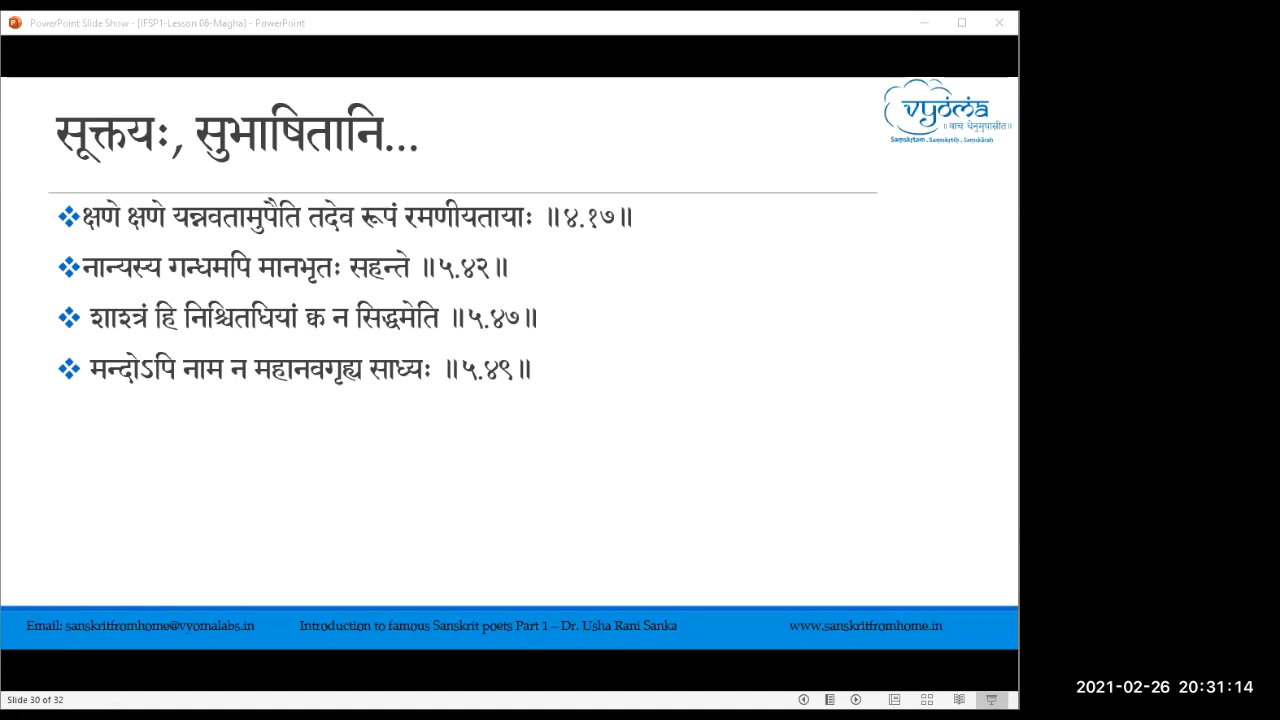 PowerPoint Slide Show - [IFSP1-Lesson 06-Magha] - PowerPoint
vyoma
॥ वाचं धेनुमुपासीत॥
Saṃskṛtam . Saṃskṛtiḥ . Saṃskāraḥ
सूक्तयः, सुभाषितानि...
क्षणे क्षणे यन्नवतामुपैति तदेव रूपं रमणीयतायाः ॥४.१७॥
नान्यस्य गन्धमपि मानभृतः सहन्ते ॥५.४२॥
शाश्त्रं हि निश्चितधियां क्व न सिद्धमेति ॥५.४७॥
मन्दोऽपि नाम न महानवगृह्य साध्यः ॥५.४९॥
Email: sanskritfromhome@vyomalabs.in Introduction to famous Sanskrit poets Part 1 – Dr. Usha Rani Sanka www.sanskritfromhome.in
Slide 30 of 32
2021-02-26 20:31:14